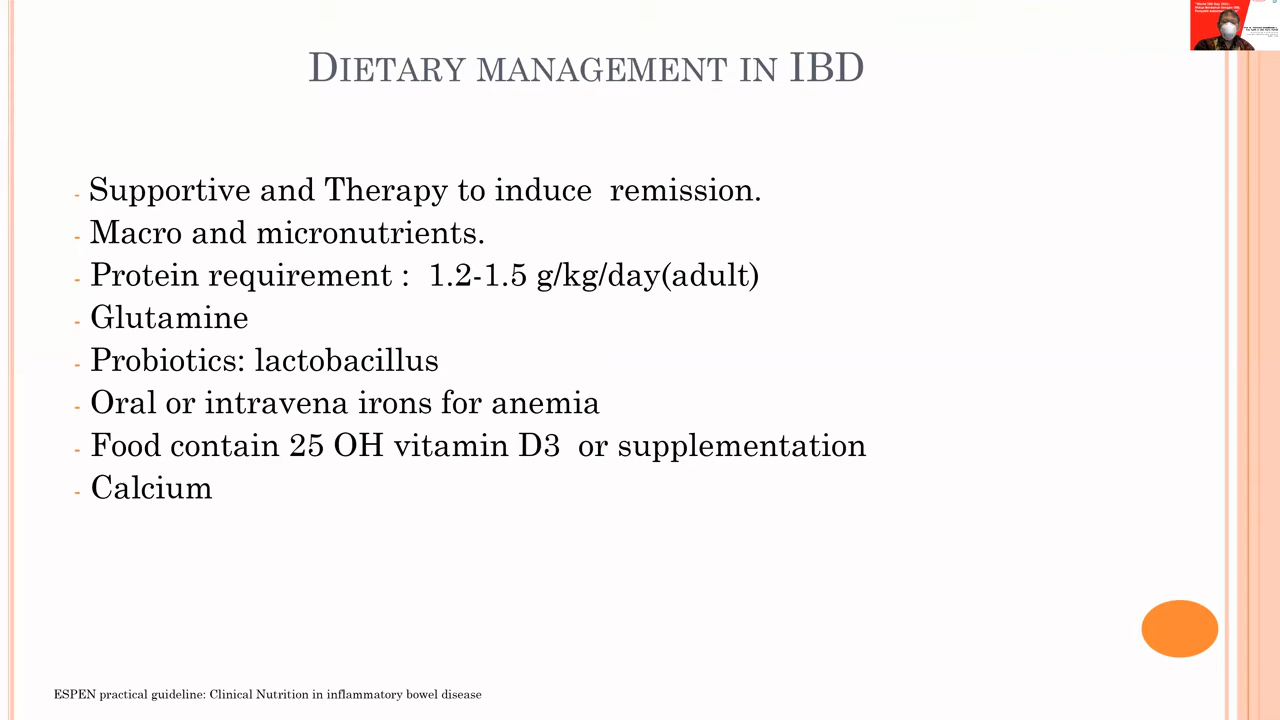 DIETARY MANAGEMENT IN IBD
- Supportive and Therapy to induce  remission.
- Macro and micronutrients.
- Protein requirement :  1.2-1.5 g/kg/day(adult)
- Glutamine
- Probiotics: lactobacillus
- Oral or intravena irons for anemia
- Food contain 25 OH vitamin D3  or supplementation
- Calcium
ESPEN practical guideline: Clinical Nutrition in inflammatory bowel disease